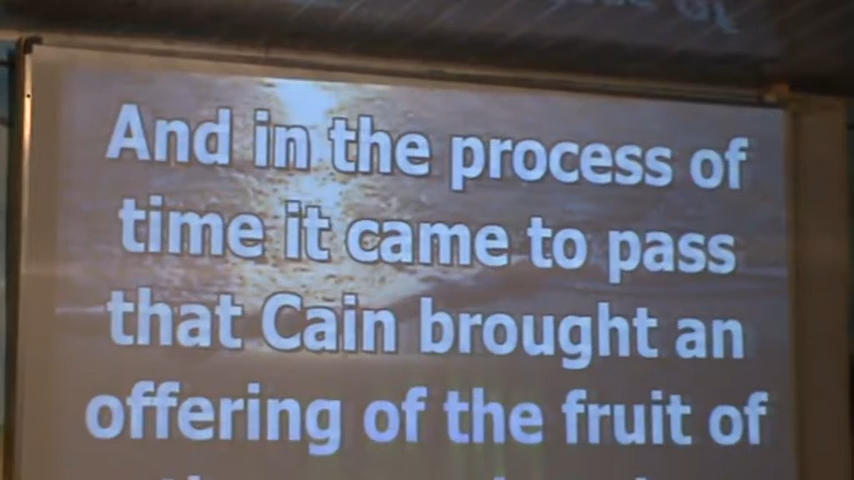 And in the process of
time it came to pass
that Cain brought an
offering of the fruit of